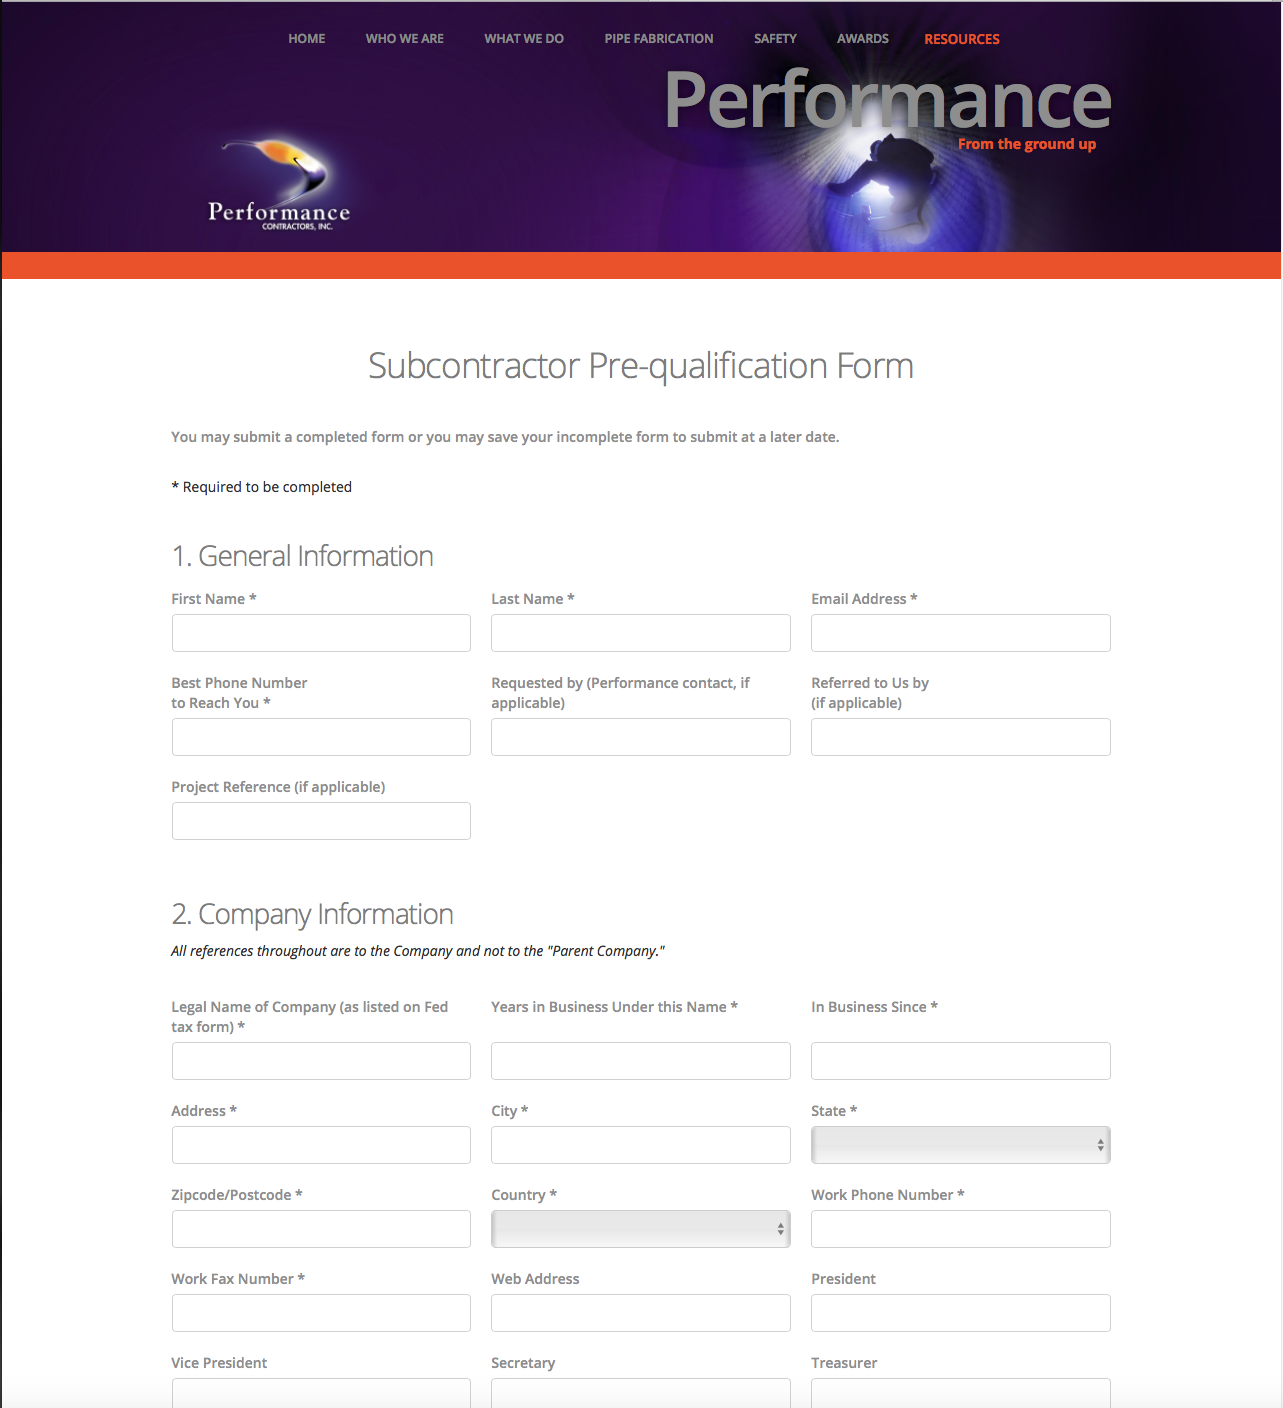 HOME WHO WE ARE WHAT WE DO PIPE FABRICATION SAFETY AWARDS RESOURCES
Performance
From the ground up
Performance
CONTRACTORS, INC.
Subcontractor Pre-qualification Form
You may submit a completed form or you may save your incomplete form to submit at a later date.
* Required to be completed
1. General Information
First Name * Last Name * Email Address *
Best Phone Number
to Reach You *
Requested by (Performance contact, if
applicable)
Referred to Us by
(if applicable)
Project Reference (if applicable)
2. Company Information
All references throughout are to the Company and not to the "Parent Company."
Legal Name of Company (as listed on Fed
tax form) *
Years in Business Under this Name *
In Business Since *
Address * City * State *
Zipcode/Postcode * Country * Work Phone Number *
Work Fax Number * Web Address President
Vice President Secretary Treasurer